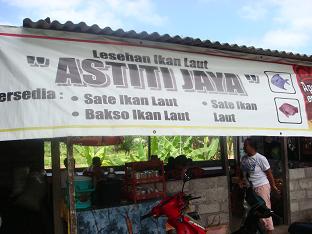 Lesehan Ikan Laut
" ASTITI JAYA "
ersedia : • Sate Ikan Laut • Sate Ikan
• Bakso Ikan Laut Laut